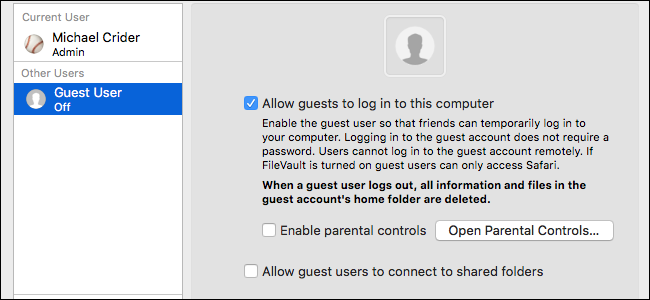 Current User
Michael Crider
Admin
Other Users
Guest User
Off
Allow guests to log in to this computer
Enable the guest user so that friends can temporarily log in to
your computer. Logging in to the guest account does not require a
password. Users cannot log in to the guest account remotely. If
FileVault is turned on guest users can only access Safari.
When a guest user logs out, all information and files in the
guest account's home folder are deleted.
Enable parental controls
Open Parental Controls...
Allow guest users to connect to shared folders